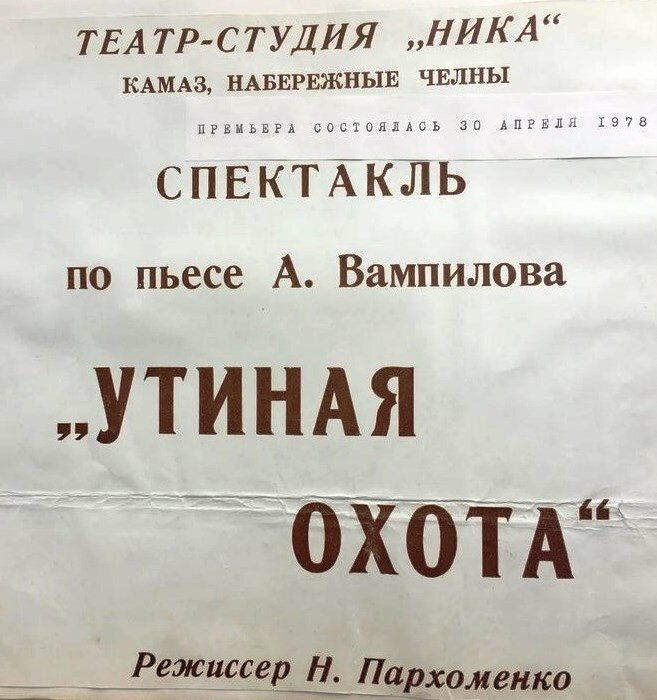 ТЕАТР-СТУДИЯ „НИКА“
КАМАЗ, НАБЕРЕЖНЫЕ ЧЕЛНЫ
ПРЕМЬЕРА СОСТОЯЛАСЬ 30 АПРЕЛЯ 1978
СПЕКТАКЛЬ
по пьесе А. Вампилова
„УТИНАЯ
ОХОТА“
Режиссер Н. Пархоменко